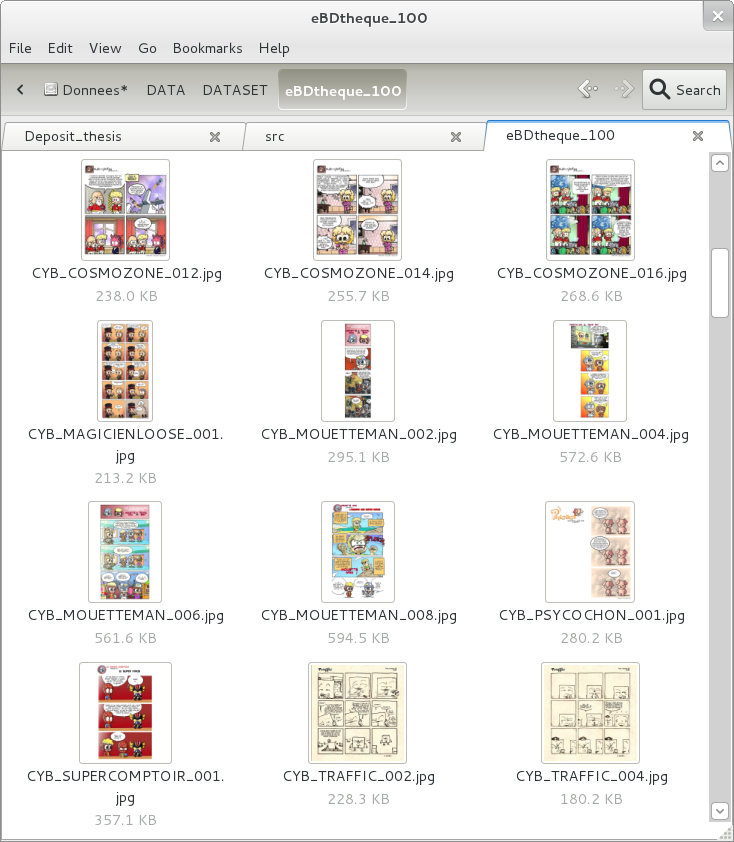 eBDtheque_100
File Edit View Go Bookmarks Help
Donnees* DATA DATASET eBDtheque_100 Search
Deposit_thesis src eBDtheque_100
CYB_COSMOZONE_012.jpg CYB_COSMOZONE_014.jpg CYB_COSMOZONE_016.jpg
238.0 KB 255.7 KB 268.6 KB
CYB_MAGICIENLOOSE_001. CYB_MOUETTEMAN_002.jpg CYB_MOUETTEMAN_004.jpg
jpg 295.1 KB 572.6 KB
213.2 KB
CYB_MOUETTEMAN_006.jpg CYB_MOUETTEMAN_008.jpg CYB_PSYCOCHON_001.jpg
561.6 KB 594.5 KB 280.2 KB
CYB_SUPERCOMPTOIR_001. CYB_TRAFFIC_002.jpg CYB_TRAFFIC_004.jpg
jpg 228.3 KB 180.2 KB
357.1 KB